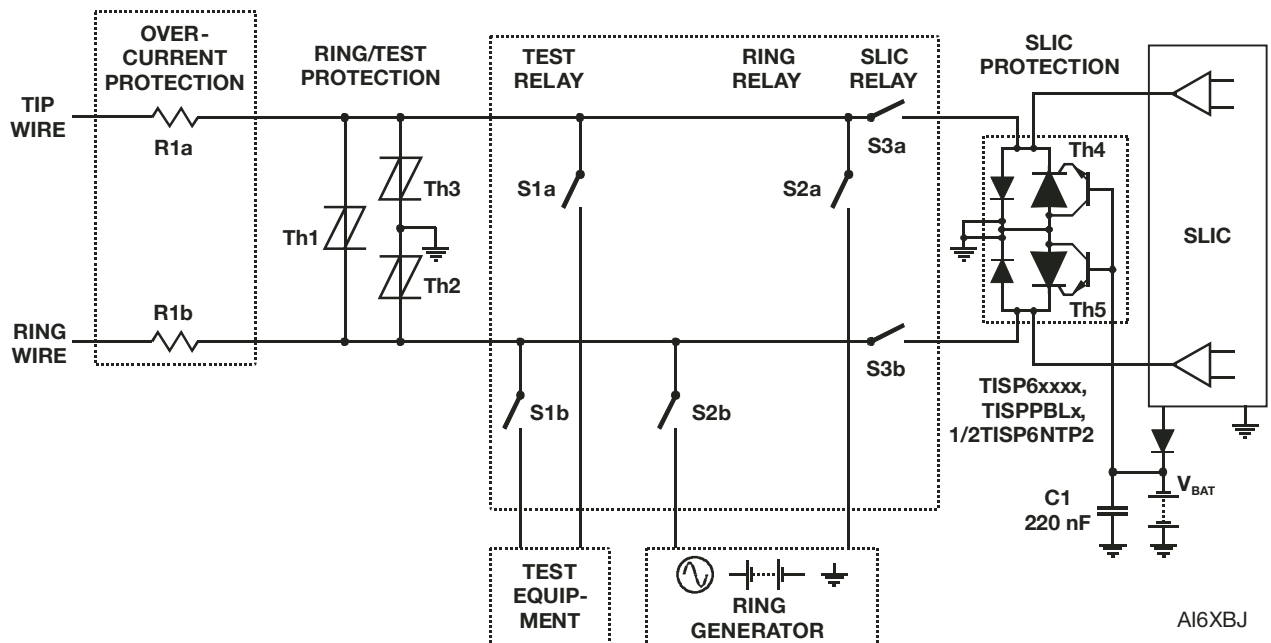 OVER-
CURRENT
PROTECTION
RING/TEST
PROTECTION
TEST
RELAY
RING
RELAY
SLIC
RELAY
SLIC
PROTECTION
TIP
WIRE
R1a
S3a
Th4
Th3
S1a
S2a
Th1
SLIC
Th2
R1b
Th5
RING
WIRE
S3b
TISP6xxxx,
TISPPBLx,
1/2TISP6NTP2
S1b
S2b
VBAT
C1
220 nF
TEST
EQUIP-
MENT
RING
GENERATOR
AI6XBJ